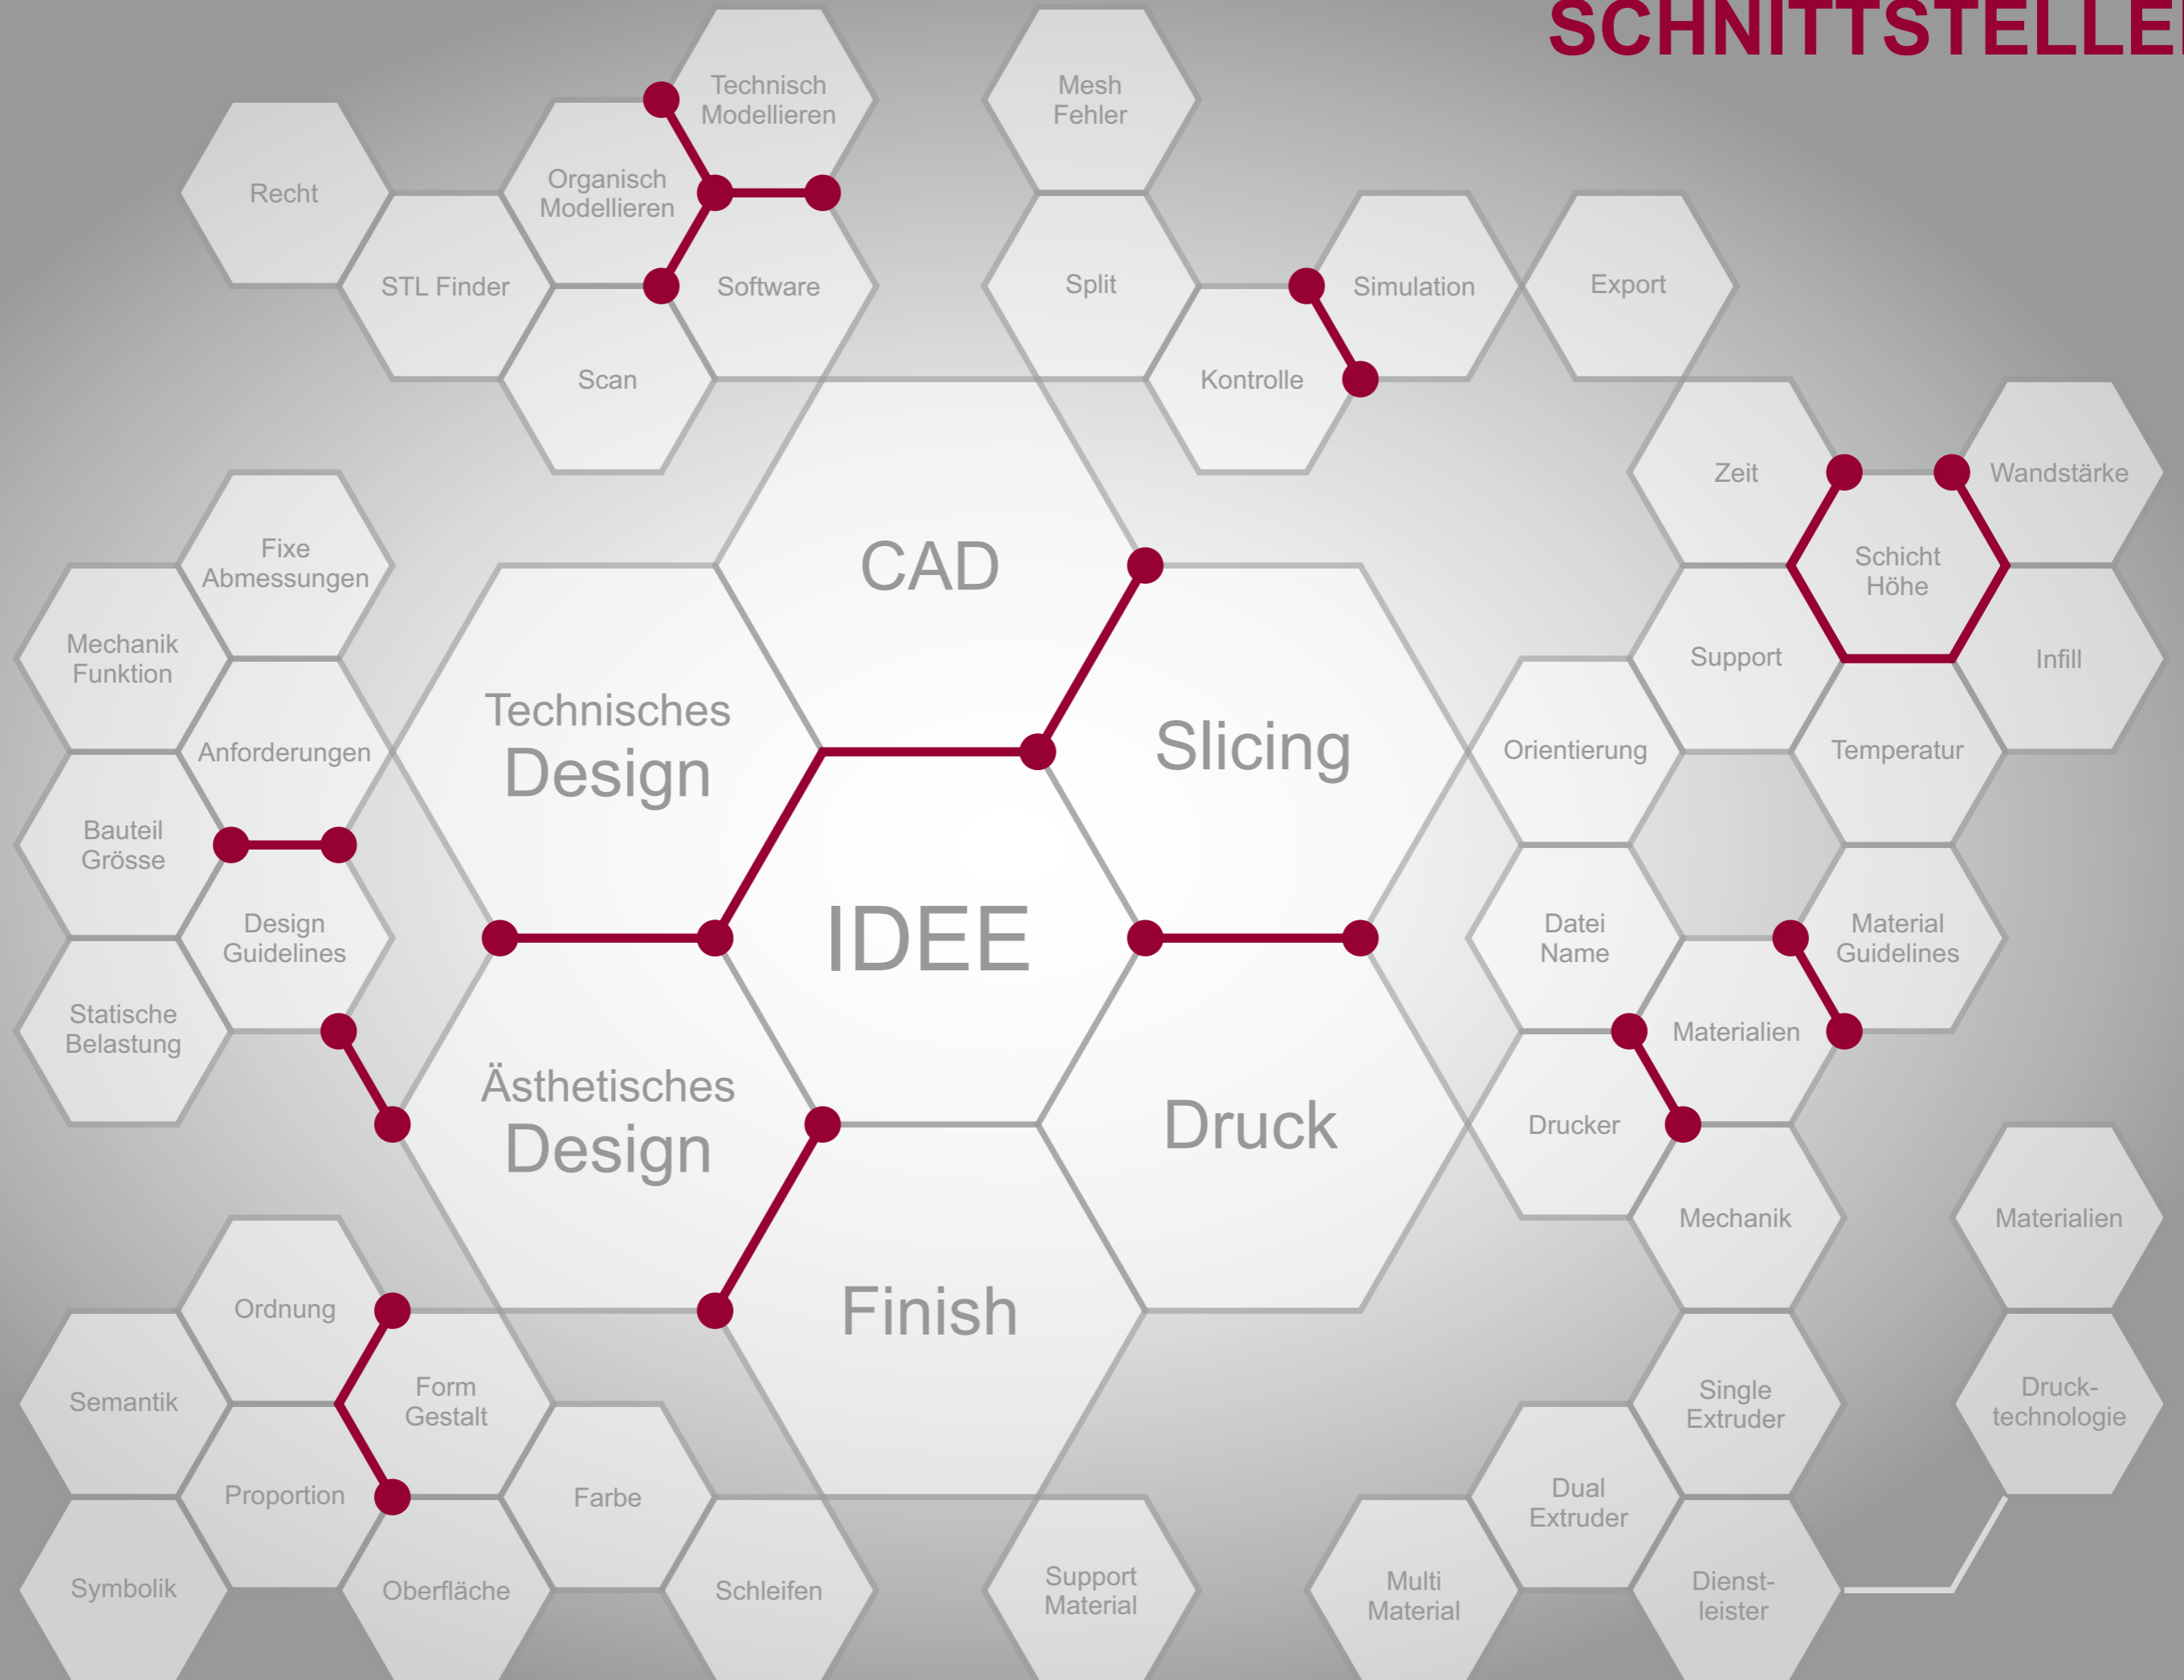 SCHNITTSTELLE
Technisch
Modellieren
Mesh
Fehler
Recht
Organisch
Modellieren
STL Finder
Software
Split
Simulation
Export
Scan
Kontrolle
Zeit
Wandstärke
Fixe
Abmessungen
CAD
Schicht
Höhe
Mechanik
Funktion
Support
Infill
Technisches
Design
Slicing
Anforderungen
Orientierung
Temperatur
Bauteil
Grösse
IDEE
Design
Guidelines
Datei
Name
Material
Guidelines
Statische
Belastung
Materialien
Ästhetisches
Design
Druck
Drucker
Mechanik
Materialien
Ordnung
Finish
Semantik
Form
Gestalt
Single
Extruder
Druck-
technologie
Proportion
Farbe
Dual
Extruder
Symbolik
Oberfläche
Schleifen
Support
Material
Multi
Material
Dienst-
leister